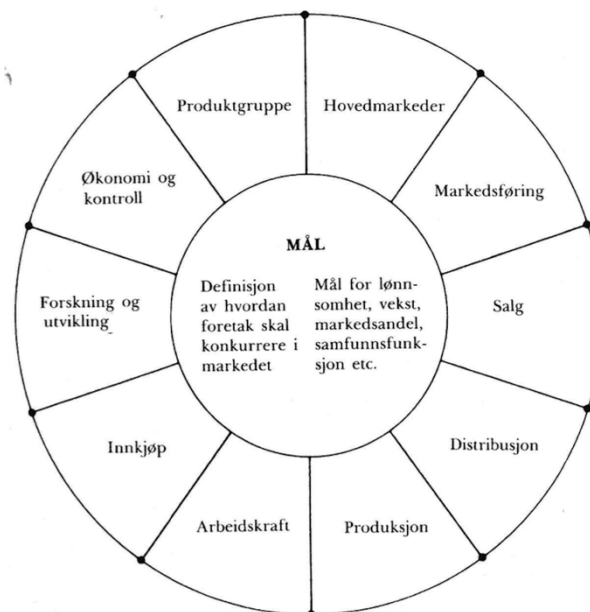 Produktgruppe
Hovedmarkeder
Markedsføring
Salg
Distribusjon
Produksjon
Arbeidskraft
Innkjøp
Forskning og
utvikling
Økonomi og
kontroll
MÅL
Definisjon
av hvordan
foretak skal
konkurrere i
markedet
Mål for lønn-
somhet, vekst,
markedsandel,
samfunnsfunk-
sjon etc.